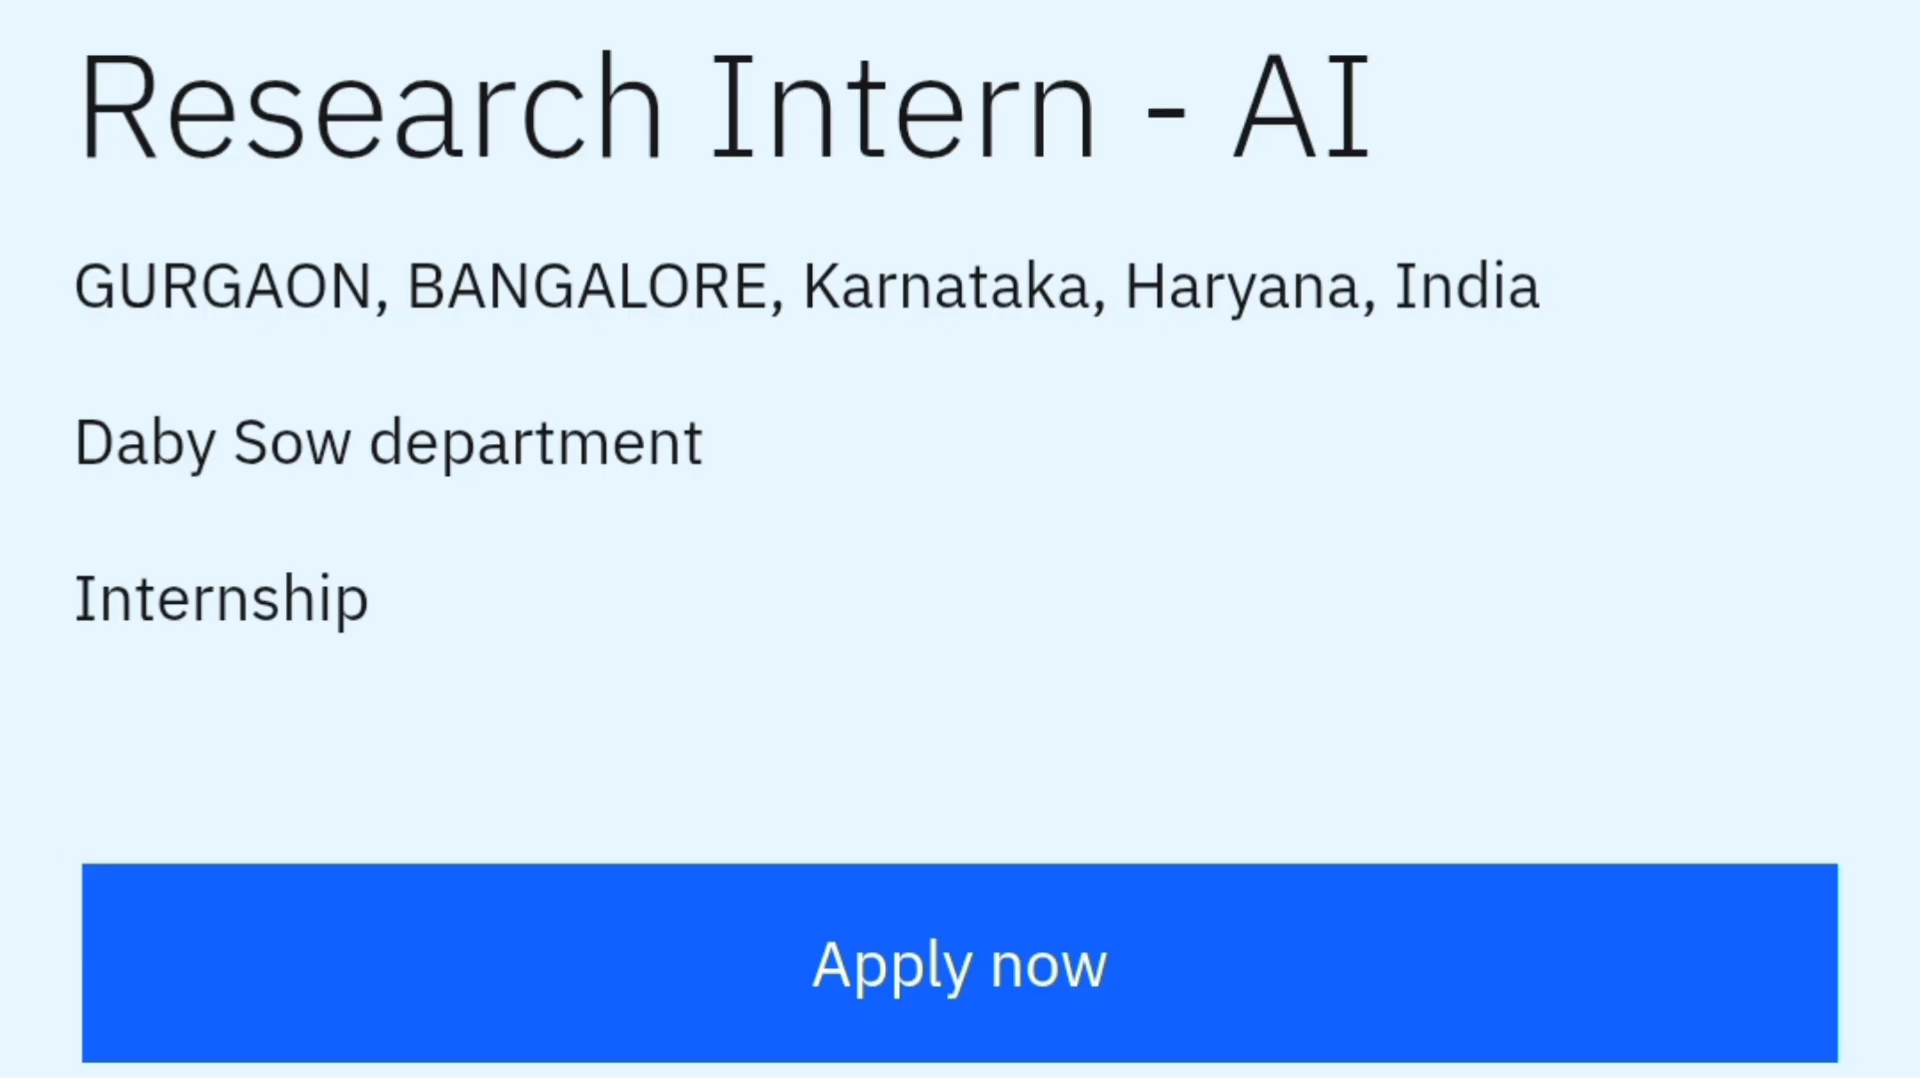 Research Intern - AI
GURGAON, BANGALORE, Karnataka, Haryana, India
Daby Sow department
Internship
Apply now